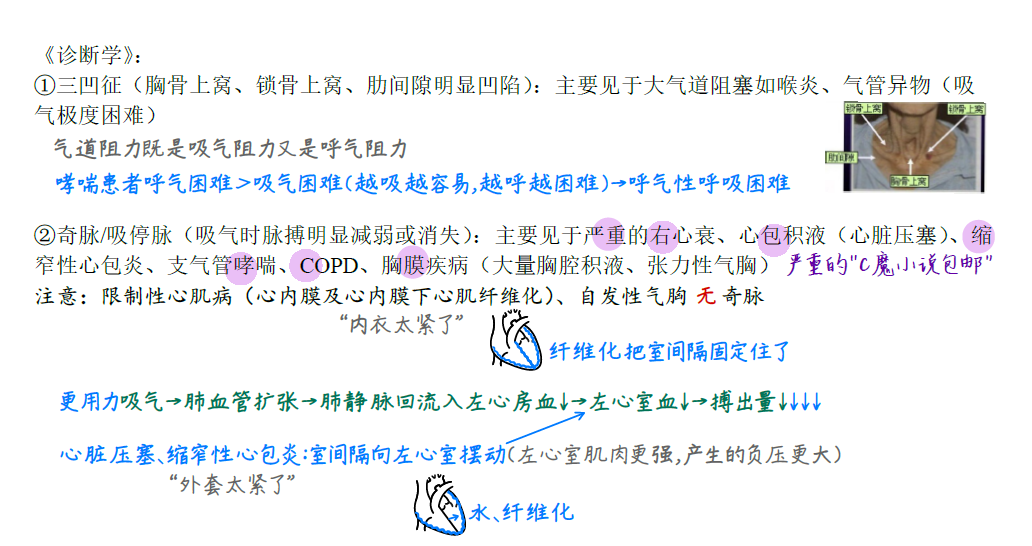 《诊断学》：
①三凹征（胸骨上窝、锁骨上窝、肋间隙明显凹陷）：主要见于大气道阻塞如喉炎、气管异物（吸
气极度困难）
锁骨上窝 锁骨上窝
肋间隙
胸骨上窝
气道阻力既是吸气阻力又是呼气阻力
哮喘患者呼气困难>吸气困难(越吸越容易,越呼越困难)→呼气性呼吸困难
②奇脉/吸停脉（吸气时脉搏明显减弱或消失）：主要见于严重的右心衰、心包积液（心脏压塞）、缩
窄性心包炎、支气管哮喘、COPD、胸膜疾病（大量胸腔积液、张力性气胸） 严重的"C魔小说包邮"
注意：限制性心肌病（心内膜及心内膜下心肌纤维化）、自发性气胸 无 奇脉
“内衣太紧了”
纤维化把室间隔固定住了
更用力吸气→肺血管扩张→肺静脉回流入左心房血↓→左心室血↓→搏出量↓↓↓↓
心脏压塞、缩窄性心包炎:室间隔向左心室摆动(左心室肌肉更强,产生的负压更大)
“外套太紧了”
水、纤维化